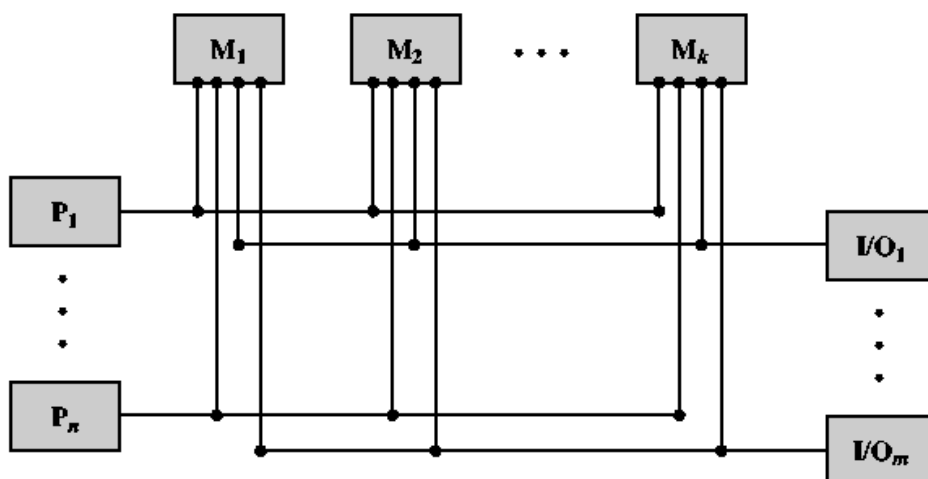 M₁ M₂ • • • Mₖ
P₁
I/O₁
Pₙ
I/Oₘ